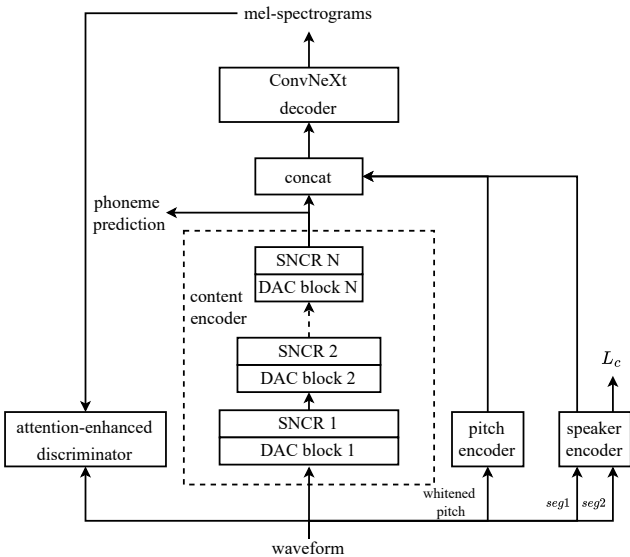 mel-spectrograms
ConvNeXt
decoder
concat
phoneme
prediction
SNCR N
DAC block N
content
encoder
SNCR 2
DAC block 2
L_c
SNCR 1
DAC block 1
attention-enhanced
discriminator
pitch
encoder
speaker
encoder
whitened
pitch
seg1 seg2
waveform